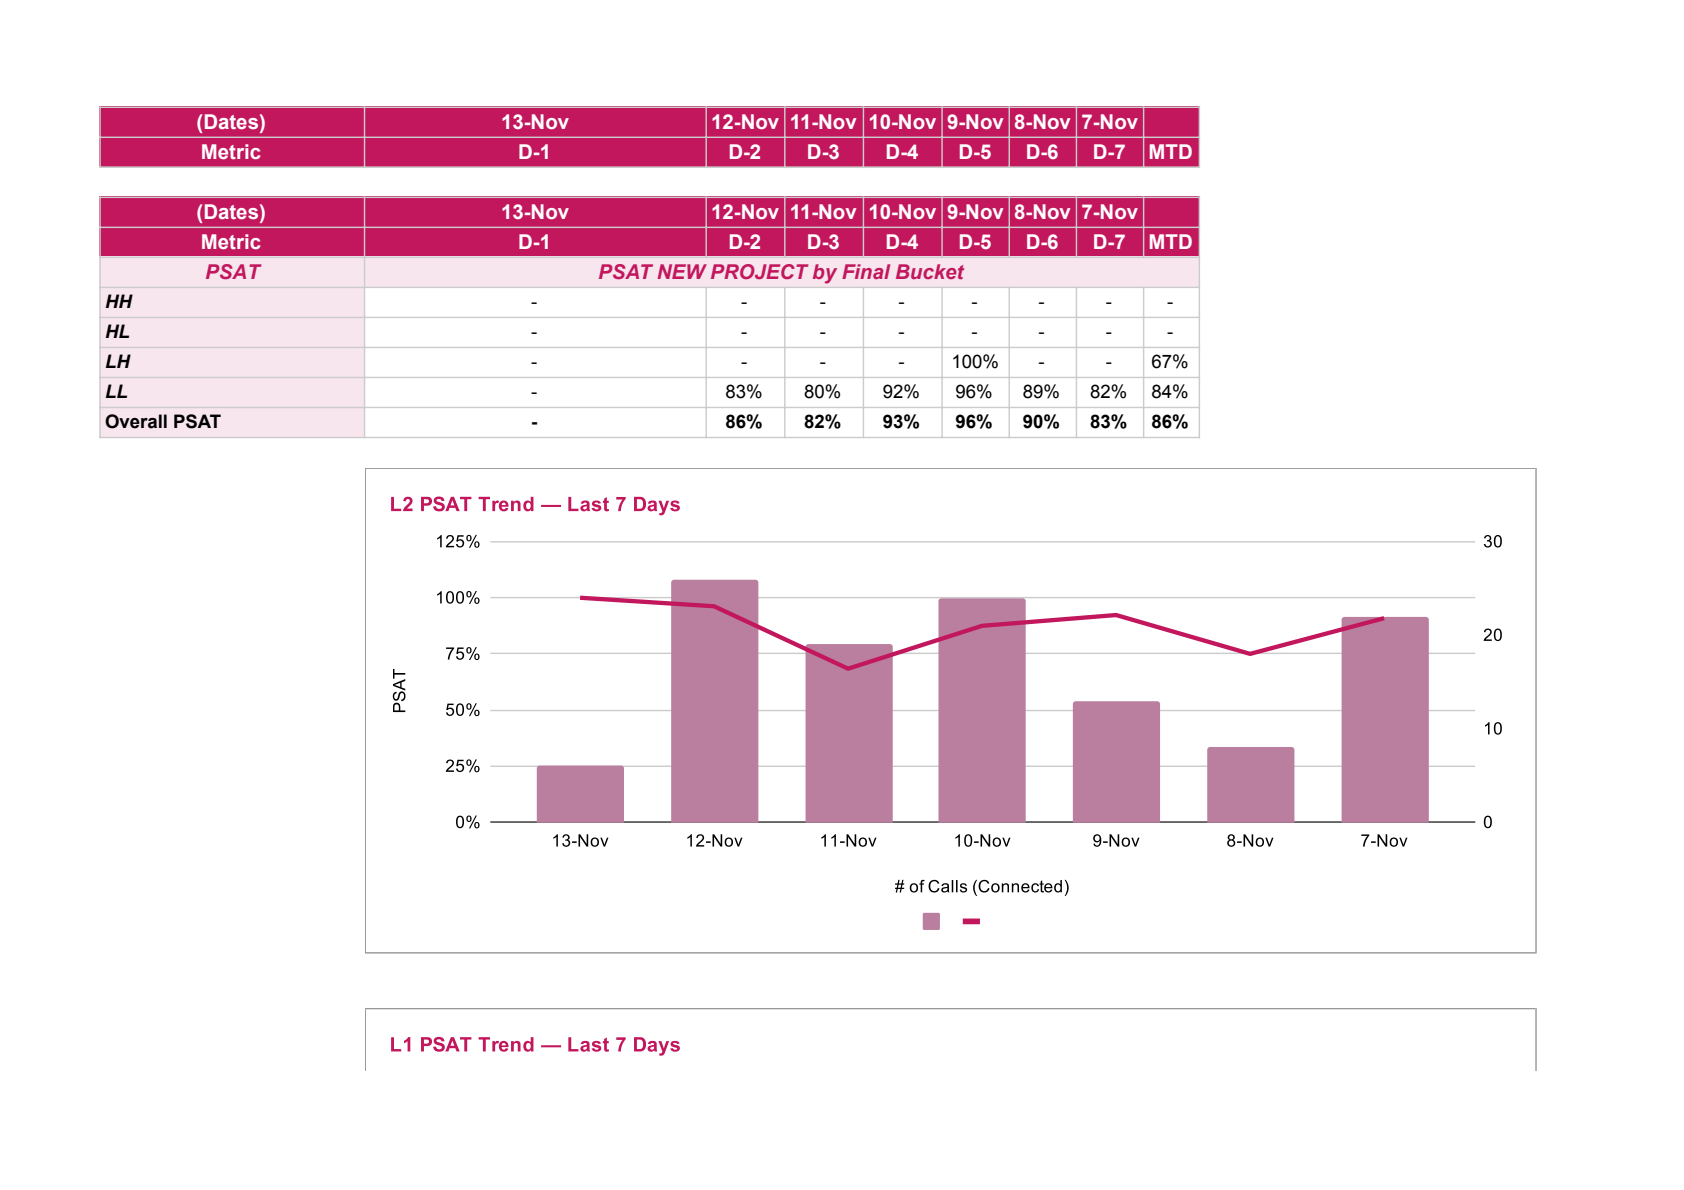 (Dates) 13-Nov 12-Nov 11-Nov 10-Nov 9-Nov 8-Nov 7-Nov
Metric D-1 D-2 D-3 D-4 D-5 D-6 D-7 MTD
(Dates) 13-Nov 12-Nov 11-Nov 10-Nov 9-Nov 8-Nov 7-Nov
Metric D-1 D-2 D-3 D-4 D-5 D-6 D-7 MTD
PSAT PSAT NEW PROJECT by Final Bucket
HH - - - - - - - -
HL - - - - - - - -
LH - - - - 100% - - 67%
LL - 83% 80% 92% 96% 89% 82% 84%
Overall PSAT - 86% 82% 93% 96% 90% 83% 86%
L2 PSAT Trend — Last 7 Days
125% 30
100%
20
75%
PSAT
50%
10
25%
0% 0
13-Nov 12-Nov 11-Nov 10-Nov 9-Nov 8-Nov 7-Nov
# of Calls (Connected)
L1 PSAT Trend — Last 7 Days